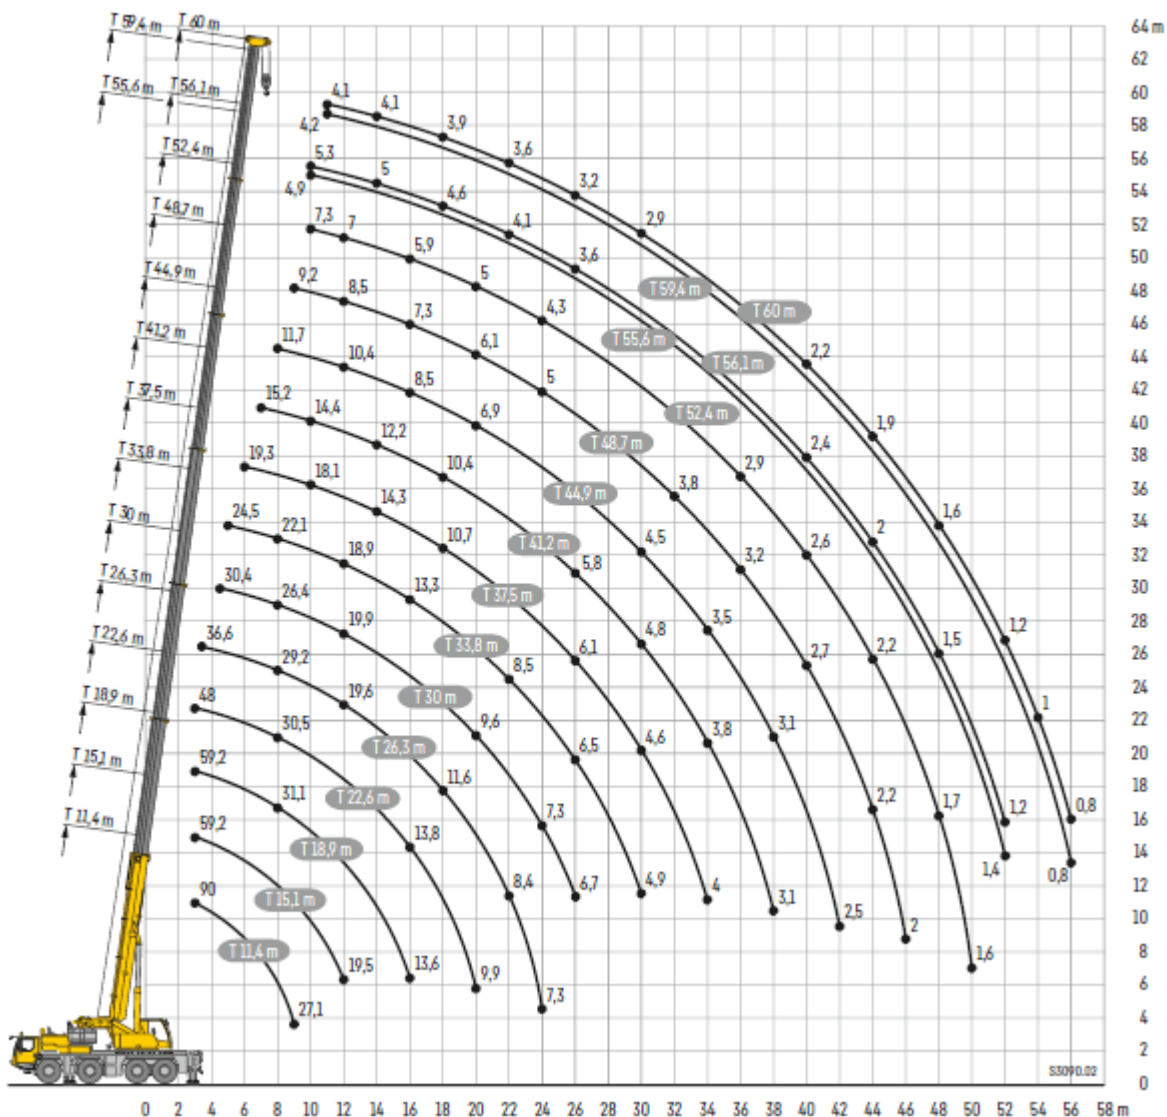 T 59,4 m T 60 m 64 m
62
T 55,6 m T 56,1 m 60
4,1 4,1 3,9 3,6 3,2 2,9
4,2 58
T 52,4 m 56
5,3 5 4,6 4,1 3,6
4,9 54
T 48,7 m 52
7,3 7 5,9 5 4,3
50
T 44,9 m T 59,4 m 48
9,2 8,5 7,3 6,1 5
T 60 m 46
T 41,2 m T 55,6 m
11,7 10,4 8,5 6,9 T 56,1 m 2,2 44
T 37,5 m 42
15,2 14,4 12,2 10,4 T 52,4 m 1,9 40
T 33,8 m T 48,7 m 2,9 2,4 38
19,3 18,1 14,3 10,7 T 44,9 m 3,8 36
T 30 m 24,5 22,1 18,9 13,3 T 41,2 m 4,5 3,2 2,6 2 1,6 34
32
T 26,3 m 30,4 26,4 19,9 T 37,5 m 5,8 3,5 30
28
T 22,6 m 36,6 29,2 19,6 T 33,8 m 8,5 6,1 4,8 2,7 2,2 1,5 1,2 26
24
T 18,9 m 48 30,5 T 30 m 9,6 6,5 4,6 3,8 3,1 1 22
T 26,3 m 20
T 15,1 m 59,2 31,1 T 22,6 m 11,6 18
T 11,4 m 13,8 7,3 2,2 1,7 1,2 0,8 16
59,2 T 18,9 m 14
1,4 0,8
90 T 15,1 m 8,4 6,7 4,9 4 3,1 2,5 12
10
T 11,4 m 19,5 13,6 9,9 2 1,6 8
6
27,1 7,3 4
2
S3090.02
0
0 2 4 6 8 10 12 14 16 18 20 22 24 26 28 30 32 34 36 38 40 42 44 46 48 50 52 54 56 58 m